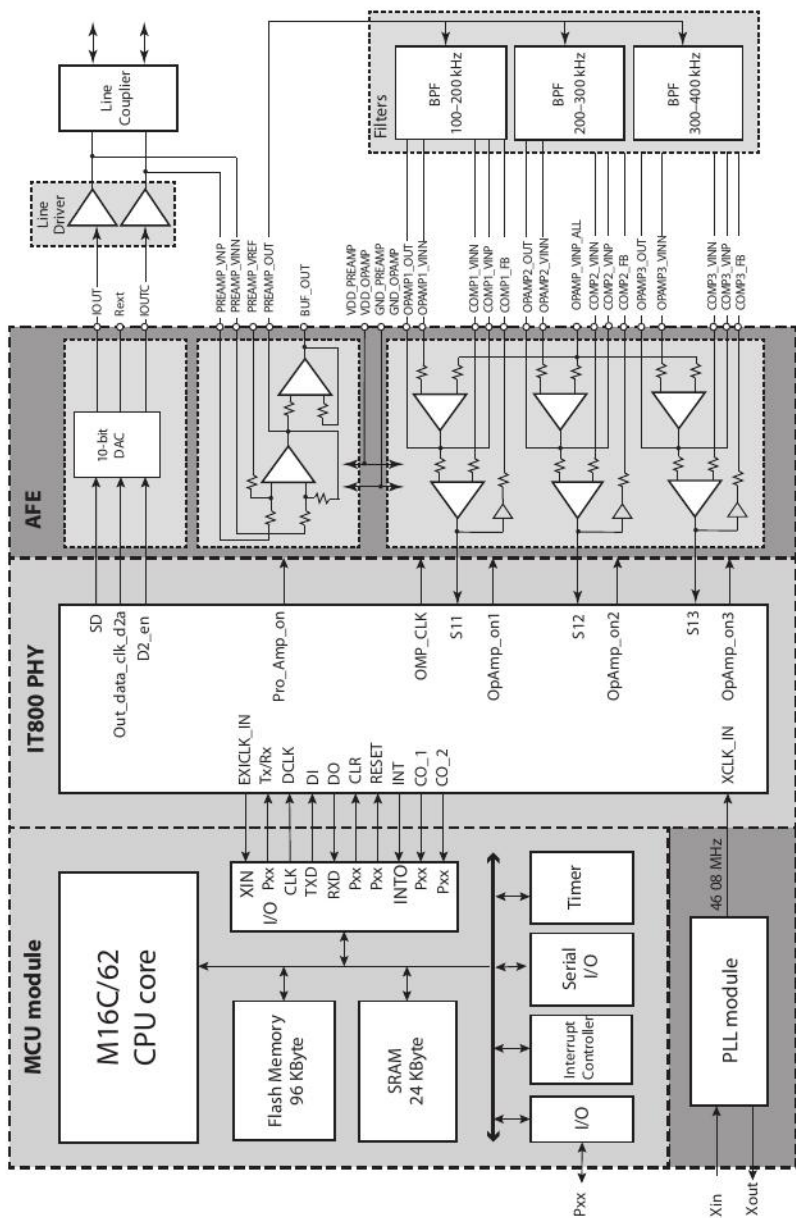 MCU module
M16C/62
CPU core
Flash Memory
96 KByte
SRAM
24 KByte
I/O
Interrupt
Controller
Serial
I/O
Timer
Pxx
XIN
Pxx
I/O
CLK
TXD
RXD
Pxx
Pxx
INTO
Pxx
Pxx
PLL module
Xin
Xout
46 08 MHz
IT800 PHY
EXICLK_IN
Tx/Rx
DCLK
DI
DO
CLR
RESET
INT
CO_1
CO_2
XCLK_IN
SD
Out_data_clk_d2a
D2_en
Pro_Amp_on
OMP_CLK
S11
OpAmp_on1
S12
OpAmp_on2
S13
OpAmp_on3
AFE
10-bit
DAC
IOUT
Rext
IOUTC
PREAMP_VNP
PREAMP_VINN
PREAMP_VREF
PREAMP_OUT
BUF_OUT
VDD_PREAMP
VDD_OPAMP
GND_PREAMP
GND_OPAMP
OPAMP1_OUT
OPAMP1_VINN
COMP1_VINN
COMP1_VINP
COMP1_FB
OPAMP2_OUT
OPAMP2_VINN
OPAMP_VINP_ALL
COMP2_VINN
COMP2_VINP
COMP2_FB
OPAMP3_OUT
OPAMP3_VINN
COMP3_VINN
COMP3_VINP
COMP3_FB
Line
Driver
Line
Couplier
Filters
BPF
100–200 kHz
BPF
200–300 kHz
BPF
300–400 kHz